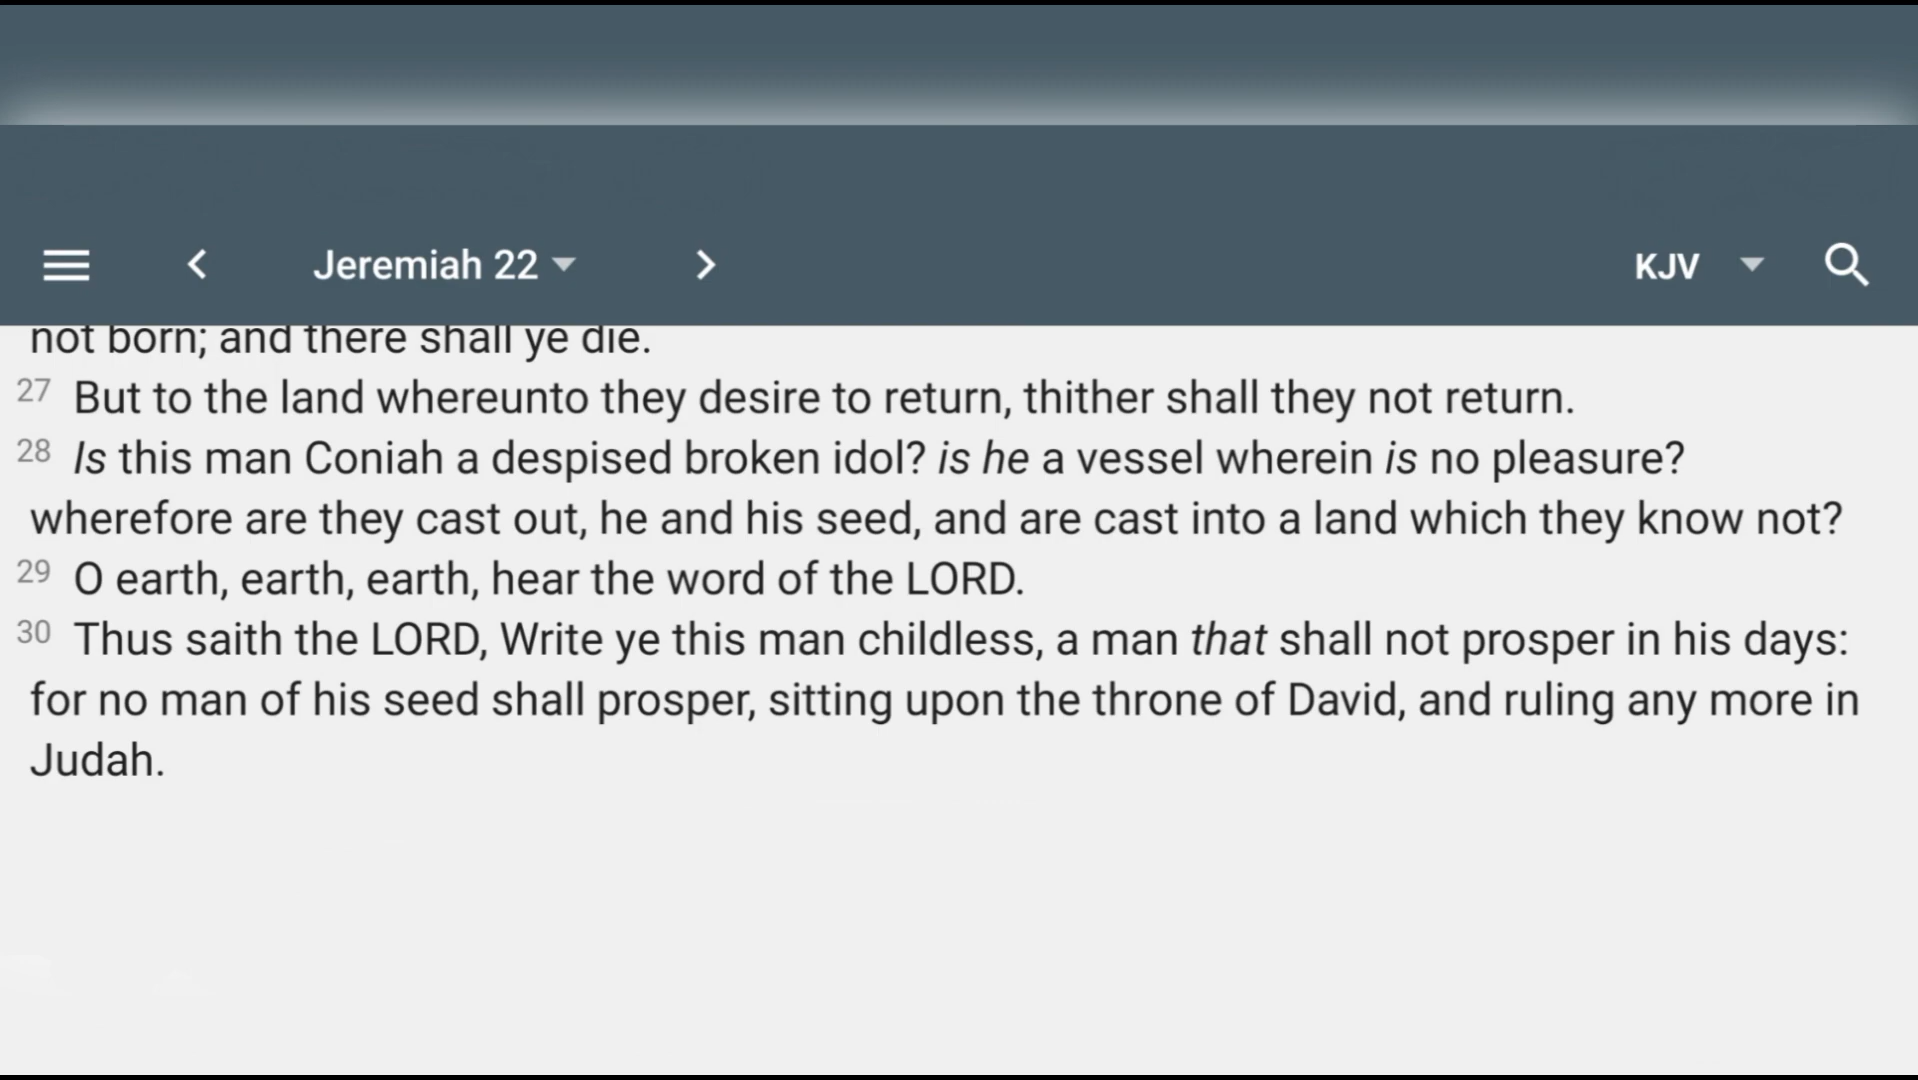 Jeremiah 22
KJV
not born; and there shall ye die.
27 But to the land whereunto they desire to return, thither shall they not return.
28 Is this man Coniah a despised broken idol? is he a vessel wherein is no pleasure?
wherefore are they cast out, he and his seed, and are cast into a land which they know not?
29 O earth, earth, earth, hear the word of the LORD.
30 Thus saith the LORD, Write ye this man childless, a man that shall not prosper in his days:
for no man of his seed shall prosper, sitting upon the throne of David, and ruling any more in
Judah.